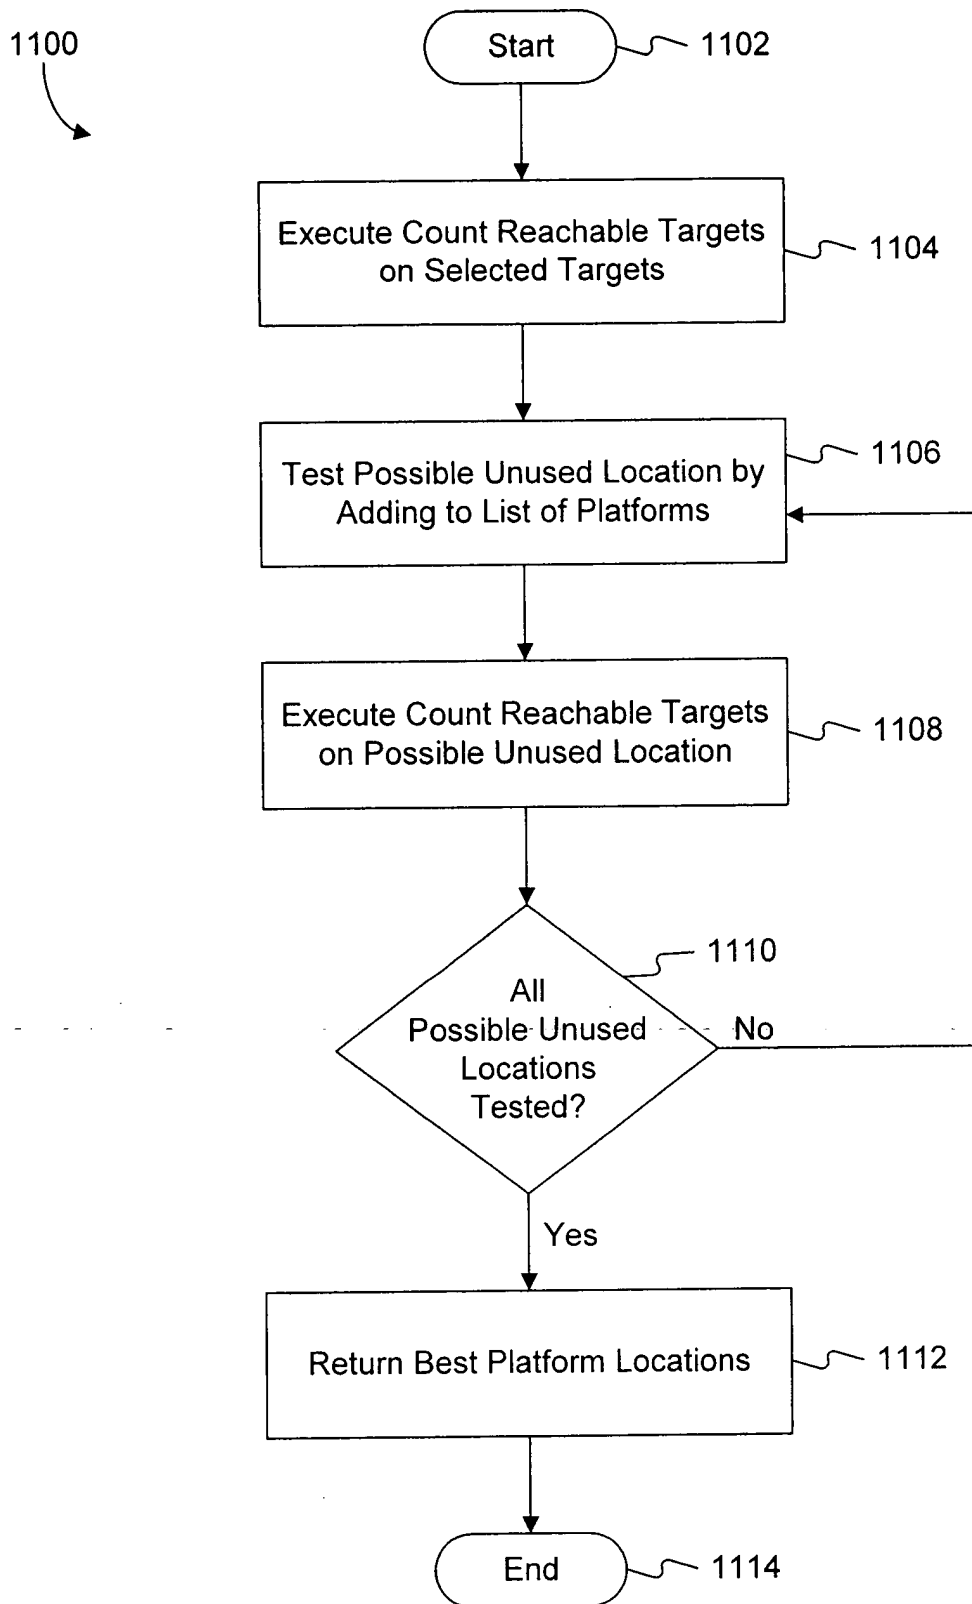 1100
Start
1102
Execute Count Reachable Targets
on Selected Targets
1104
Test Possible Unused Location by
Adding to List of Platforms
1106
Execute Count Reachable Targets
on Possible Unused Location
1108
All
Possible Unused
Locations
Tested?
1110
No
Yes
Return Best Platform Locations
1112
End
1114